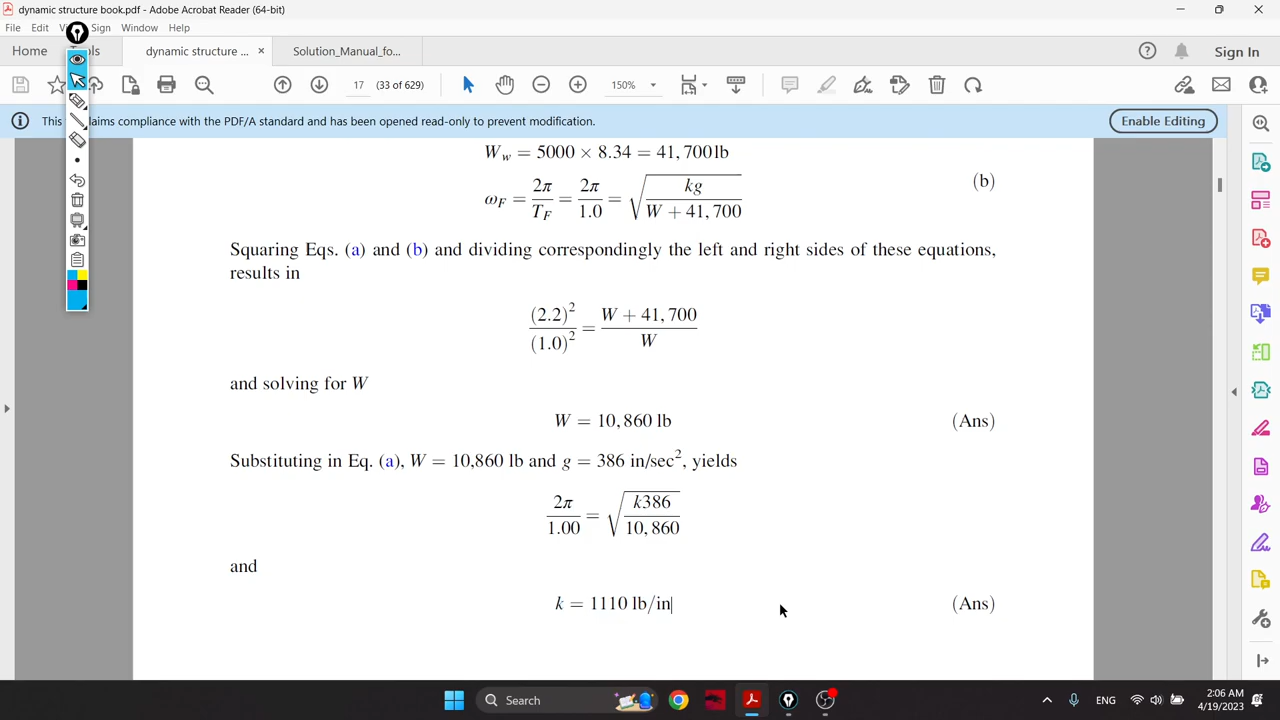 dynamic structure book.pdf - Adobe Acrobat Reader (64-bit)
File Edit Sign Window Help
Home dynamic structure ... × Solution_Manual_fo... Sign In
17 (33 of 629) 150%
claims compliance with the PDF/A standard and has been opened read-only to prevent modification. Enable Editing
W_w = 5000 × 8.34 = 41,700 lb
ω_F = 2π/T_F = 2π/1.0 = √(kg/(W + 41,700)) (b)
Squaring Eqs. (a) and (b) and dividing correspondingly the left and right sides of these equations,
results in
(2.2)²/(1.0)² = (W + 41,700)/W
and solving for W
W = 10,860 lb (Ans)
Substituting in Eq. (a), W = 10,860 lb and g = 386 in/sec², yields
2π/1.00 = √(k386/10,860)
and
k = 1110 lb/in (Ans)
Search ENG 2:06 AM
4/19/2023